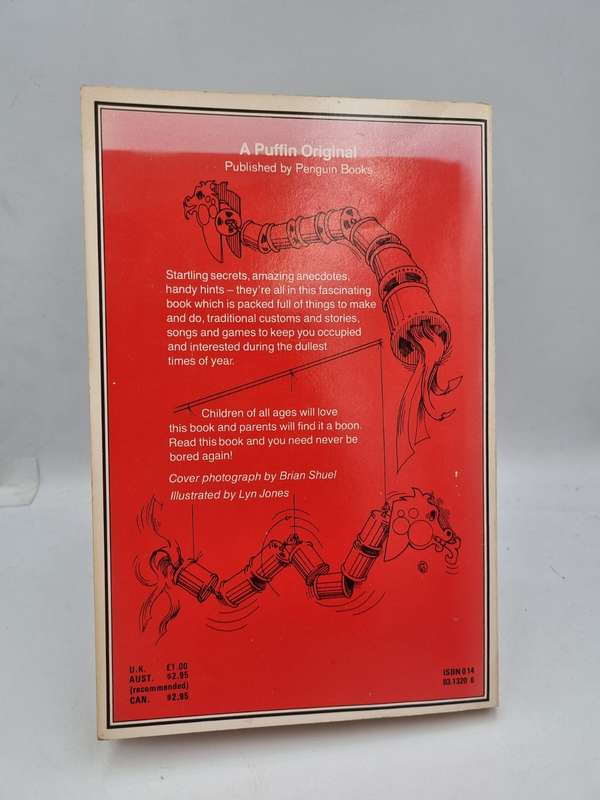 A Puffin Original
Published by Penguin Books
Startling secrets, amazing anecdotes,
handy hints – they're all in this fascinating
book which is packed full of things to make
and do, traditional customs and stories,
songs and games to keep you occupied
and interested during the dullest
times of year.
Children of all ages will love
this book and parents will find it a boon.
Read this book and you need never be
bored again!
Cover photograph by Brian Shuel
Illustrated by Lyn Jones
U.K. £1.00
AUST. $2.95
(recommended)
CAN. $2.95
ISBN 0 14
03.1320 6